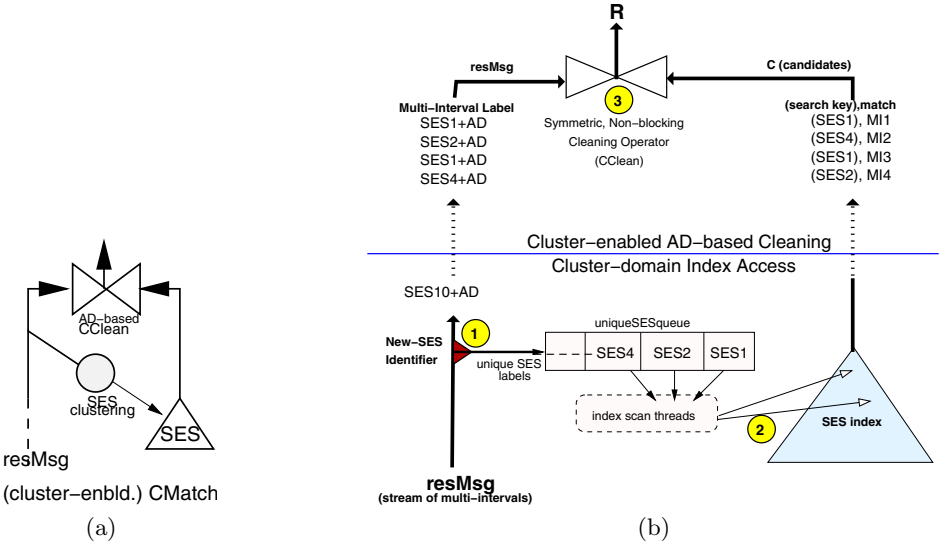 AD-based
CClean
SES
clustering
SES
resMsg
(cluster-enbld.) CMatch
(a)
R
resMsg
C (candidates)
3
Multi-Interval Label
SES1+AD
SES2+AD
SES1+AD
SES4+AD
Symmetric, Non-blocking
Cleaning Operator
(CClean)
(search key),match
(SES1), MI1
(SES4), MI2
(SES1), MI3
(SES2), MI4
Cluster-enabled AD-based Cleaning
Cluster-domain Index Access
SES10+AD
New-SES
Identifier
1
unique SES
labels
uniqueSESqueue
SES4 SES2 SES1
index scan threads
2
SES index
resMsg
(stream of multi-intervals)
(b)